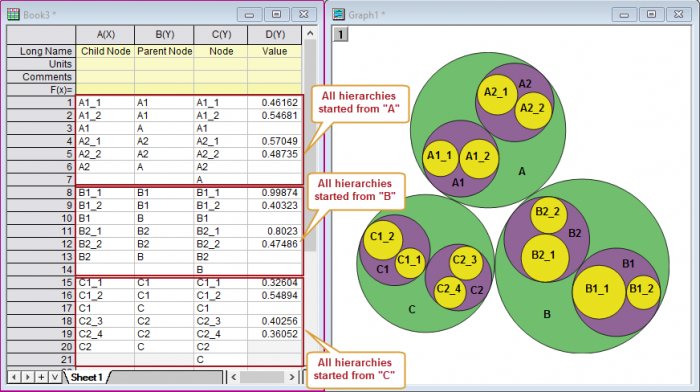 Book3 *
A(X) B(Y) C(Y) D(Y)
Long Name Child Node Parent Node Node Value
Units
Comments
F(x)=
1 A1_1 A1 A1_1 0.46162
2 A1_2 A1 A1_2 0.54681
3 A1 A A1
4 A2_1 A2 A2_1 0.57049
5 A2_2 A2 A2_2 0.48735
6 A2 A A2
7 A
8 B1_1 B1 B1_1 0.99874
9 B1_2 B1 B1_2 0.40323
10 B1 B B1
11 B2_1 B2 B2_1 0.8023
12 B2_2 B2 B2_2 0.47486
13 B2 B B2
14 B
15 C1_1 C1 C1_1 0.32604
16 C1_2 C1 C1_2 0.54894
17 C1 C C1
18 C2_3 C2 C2_3 0.40256
19 C2_4 C2 C2_4 0.36052
20 C2 C C2
21 C
Sheet1
All hierarchies
started from "A"
All hierarchies
started from "B"
All hierarchies
started from "C"
Graph1 *
1
A2
A2_1
A2_2
A1_1 A1_2
A1
A
C1_2
C1
C1_1
C2_3
C2_4 C2
C
B2_2
B2
B2_1
B1
B1_1 B1_2
B